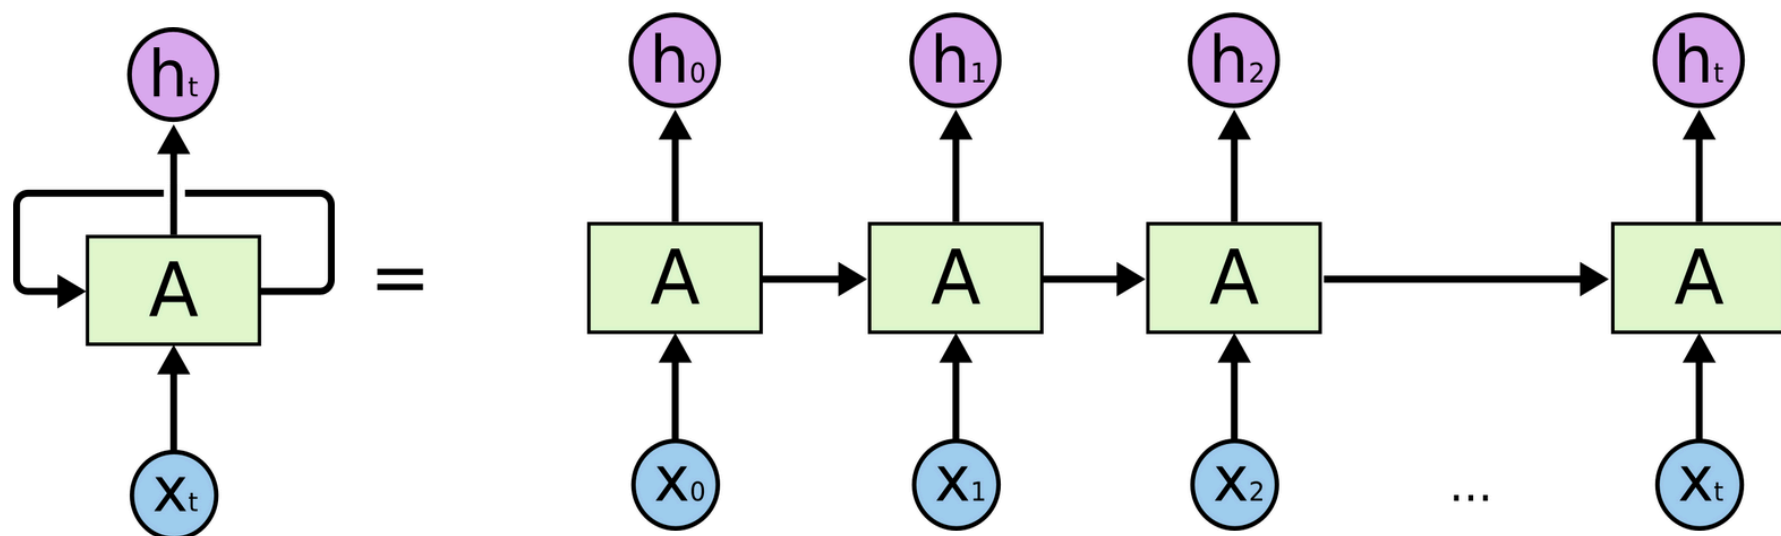 hₜ h₀ h₁ h₂ hₜ
A = A A A A
xₜ x₀ x₁ x₂ ... xₜ